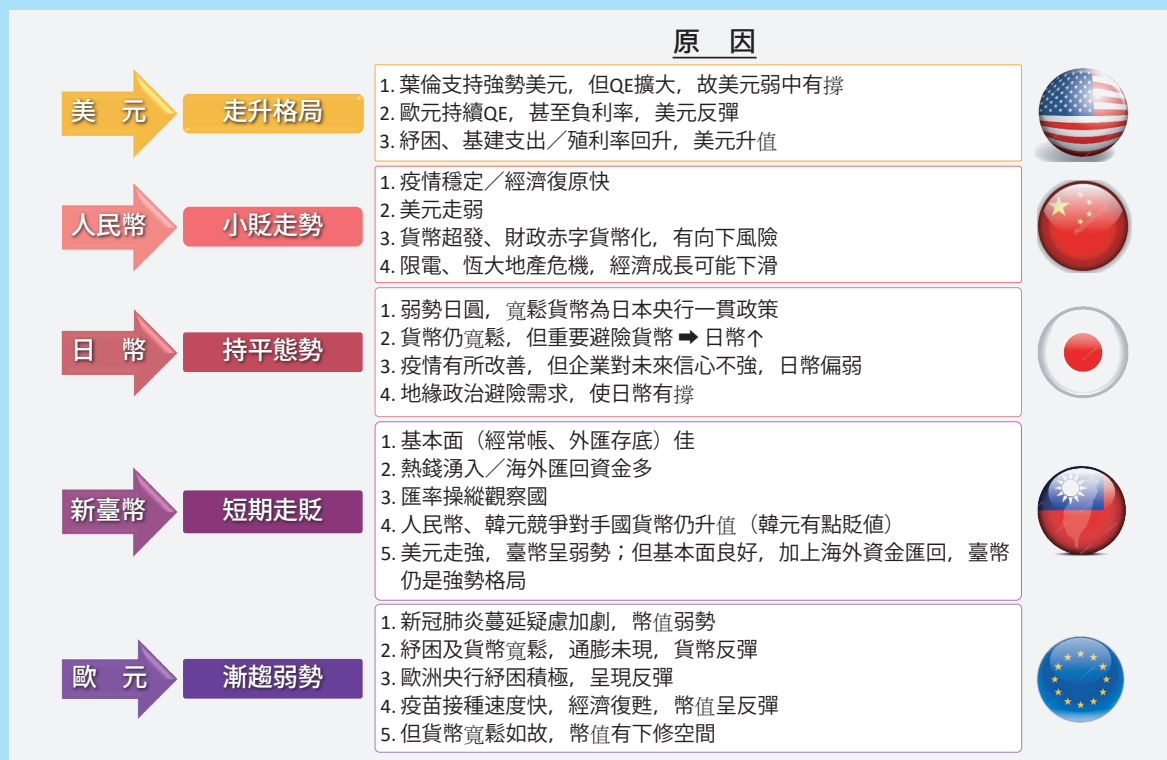 原　因
美　元
走升格局
1. 葉倫支持強勢美元，但QE擴大，故美元弱中有撐
2. 歐元持續QE，甚至負利率，美元反彈
3. 紓困、基建支出／殖利率回升，美元升值
人民幣
小貶走勢
1. 疫情穩定／經濟復原快
2. 美元走弱
3. 貨幣超發、財政赤字貨幣化，有向下風險
4. 限電、恆大地產危機，經濟成長可能下滑
日　幣
持平態勢
1. 弱勢日圓，寬鬆貨幣為日本央行一貫政策
2. 貨幣仍寬鬆，但重要避險貨幣➡日幣↑
3. 疫情有所改善，但企業對未來信心不強，日幣偏弱
4. 地緣政治避險需求，使日幣有撐
新臺幣
短期走貶
1. 基本面（經常帳、外匯存底）佳
2. 熱錢湧入／海外匯回資金多
3. 匯率操縱觀察國
4. 人民幣、韓元競爭對手國貨幣仍升值（韓元有點貶值）
5. 美元走強，臺幣呈弱勢；但基本面良好，加上海外資金匯回，臺幣
仍是強勢格局
歐　元
漸趨弱勢
1. 新冠肺炎蔓延疑慮加劇，幣值弱勢
2. 紓困及貨幣寬鬆，通膨未現，貨幣反彈
3. 歐洲央行紓困積極，呈現反彈
4. 疫苗接種速度快，經濟復甦，幣值呈反彈
5. 但貨幣寬鬆如故，幣值有下修空間